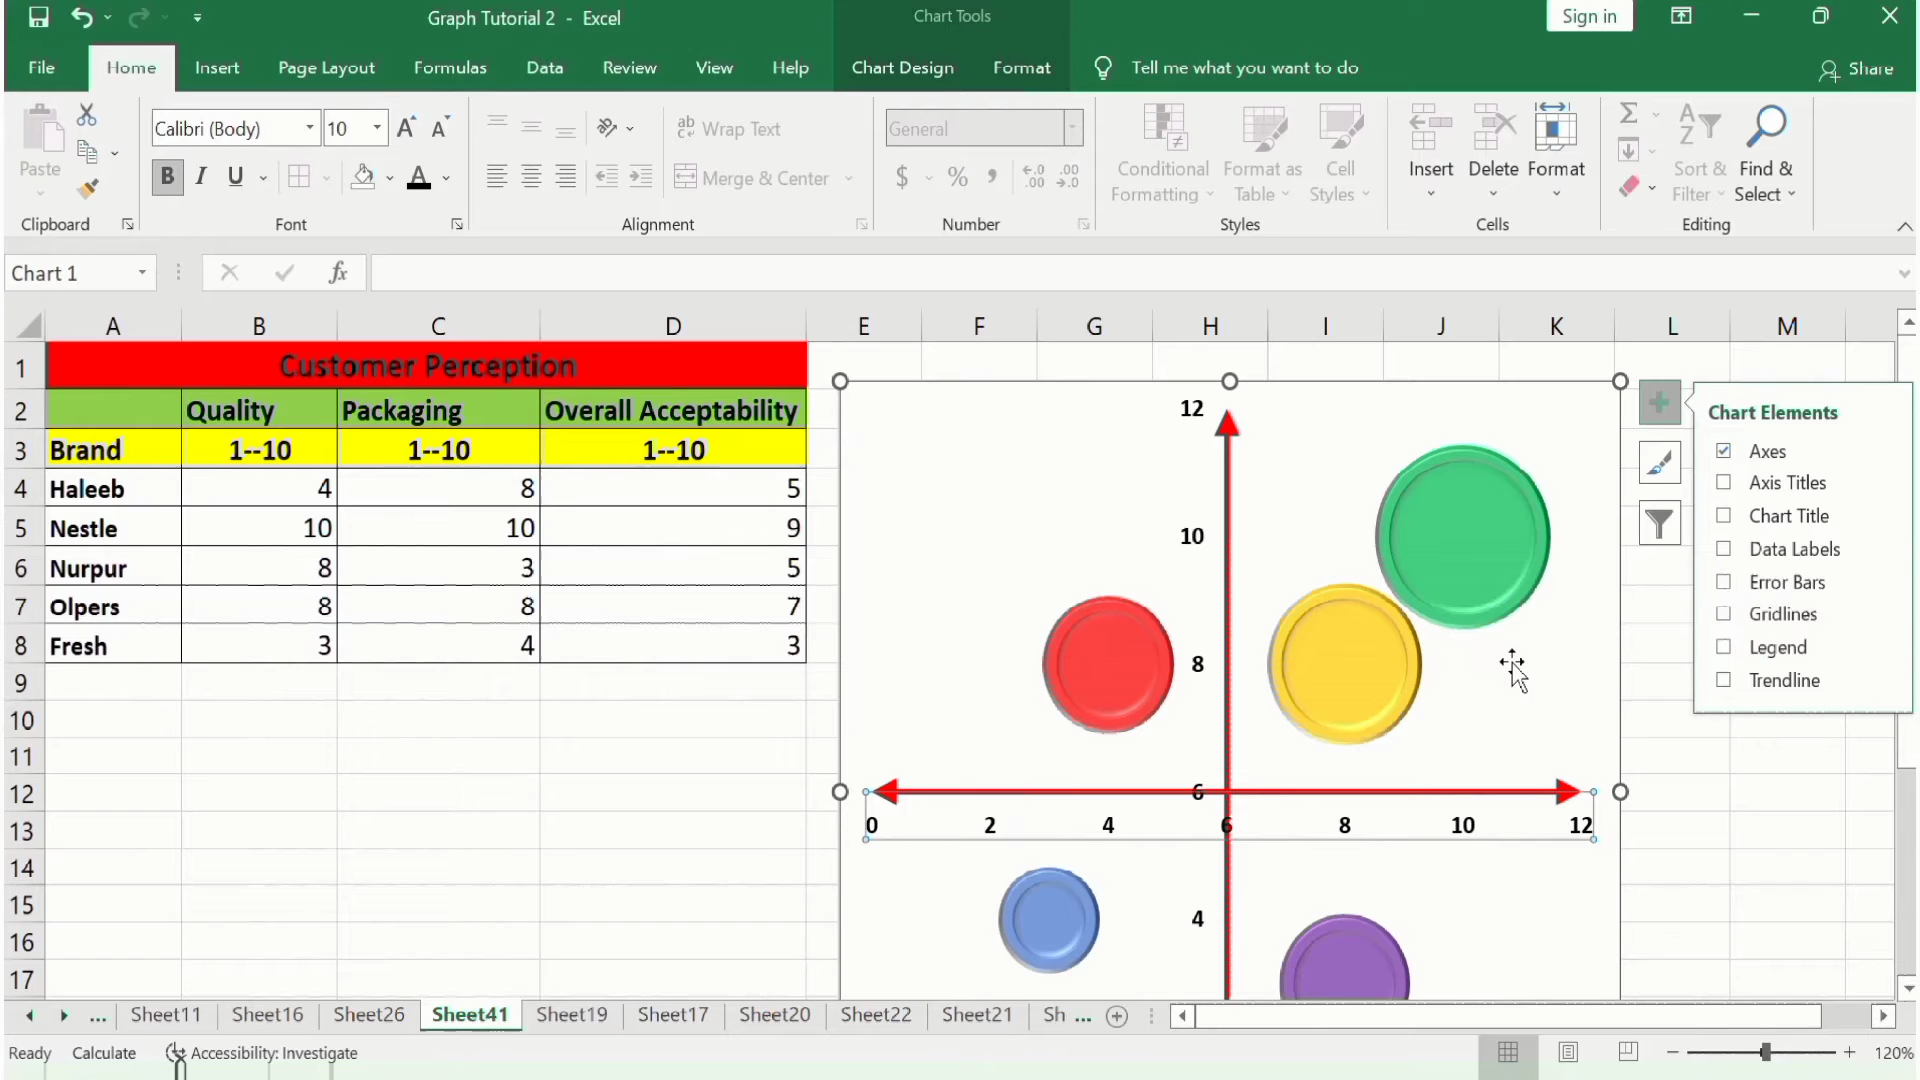 Graph Tutorial 2 - Excel
Chart Tools
Sign in
File Home Insert Page Layout Formulas Data Review View Help Chart Design Format Tell me what you want to do Share
Paste
Clipboard
Calibri (Body) 10
B I U
Font
Wrap Text
Merge & Center
Alignment
General
$ % ,
Number
Conditional Formatting
Format as Table
Cell Styles
Styles
Insert Delete Format
Cells
Sort & Filter
Find & Select
Editing
Chart 1 fx
A B C D E F G H I J K L M
1 Customer Perception
2 Quality Packaging Overall Acceptability
3 Brand 1--10 1--10 1--10
4 Haleeb 4 8 5
5 Nestle 10 10 9
6 Nurpur 8 3 5
7 Olpers 8 8 7
8 Fresh 3 4 3
9
10
11
12
13
14
15
16
17
12
10
8
6
0 2 4 6 8 10 12
4
Chart Elements
Axes
Axis Titles
Chart Title
Data Labels
Error Bars
Gridlines
Legend
Trendline
... Sheet11 Sheet16 Sheet26 Sheet41 Sheet19 Sheet17 Sheet20 Sheet22 Sheet21 Sh ...
Ready Calculate Accessibility: Investigate 120%